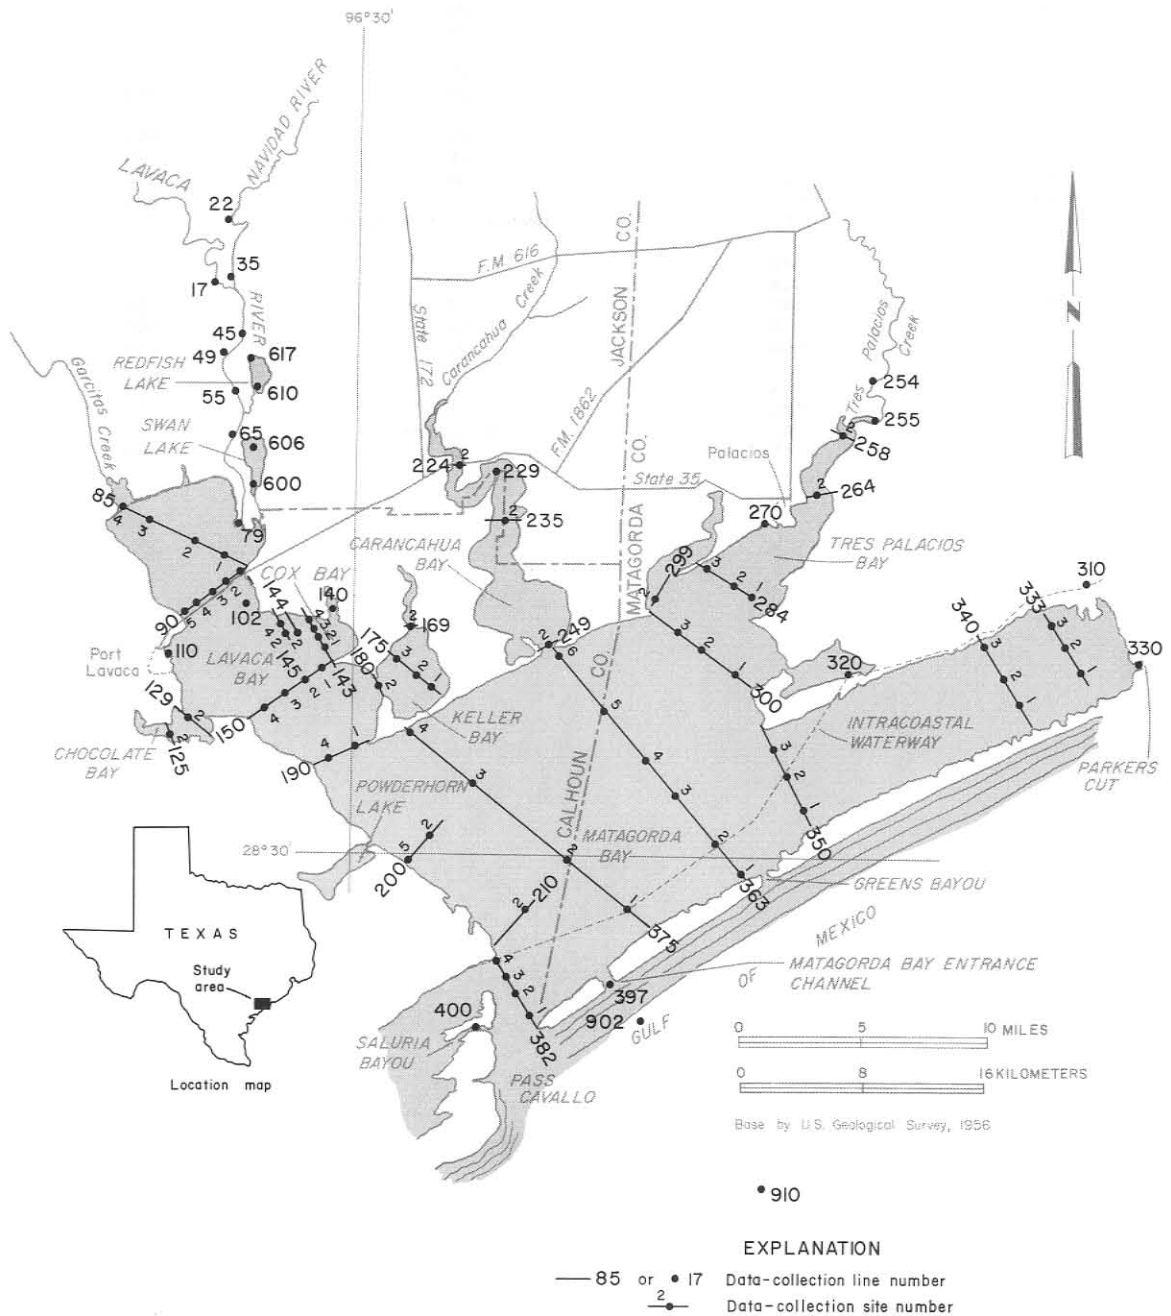 96°30'
NAVIDAD RIVER
LAVACA
22
35
17
RIVER
45
49
617
REDFISH
LAKE
610
55
65
SWAN
LAKE
606
600
79
Garcitas Creek
85
4
3
2
1
F.M. 616
State 172
Carancahua Creek
JACKSON CO.
MATAGORDA CO.
F.M. 1862
State 35
224
2
229
2
235
CARANCAHUA
BAY
Palacios
Tres Palacios Creek
254
255
2
258
2
264
270
TRES PALACIOS
BAY
299
2
3
2
1
284
310
COX BAY
144
140
2
4
3
2
1
143
102
90
5
4
3
2
1
110
Port
Lavaca
LAVACA
BAY
4
2
2
145
150
4
3
2
1
175
3
2
1
2
169
180
2
KELLER
BAY
129
2
CHOCOLATE
BAY
2
125
190
4
1
249
2
6
5
4
3
2
1
363
3
2
1
300
320
340
3
2
1
333
3
2
1
330
INTRACOASTAL
WATERWAY
PARKERS
CUT
3
2
1
350
POWDERHORN
LAKE
28°30'
200
5
2
CALHOUN CO.
MATAGORDA
BAY
4
3
2
1
375
210
2
GREENS BAYOU
GULF OF MEXICO
MATAGORDA BAY ENTRANCE
CHANNEL
397
902
4
3
2
1
382
400
SALURIA
BAYOU
PASS
CAVALLO
TEXAS
Study
area
Location map
N
0 5 10 MILES
0 8 16 KILOMETERS
Base by U.S. Geological Survey, 1956
910
EXPLANATION
85 or 17 Data-collection line number
2 Data-collection site number